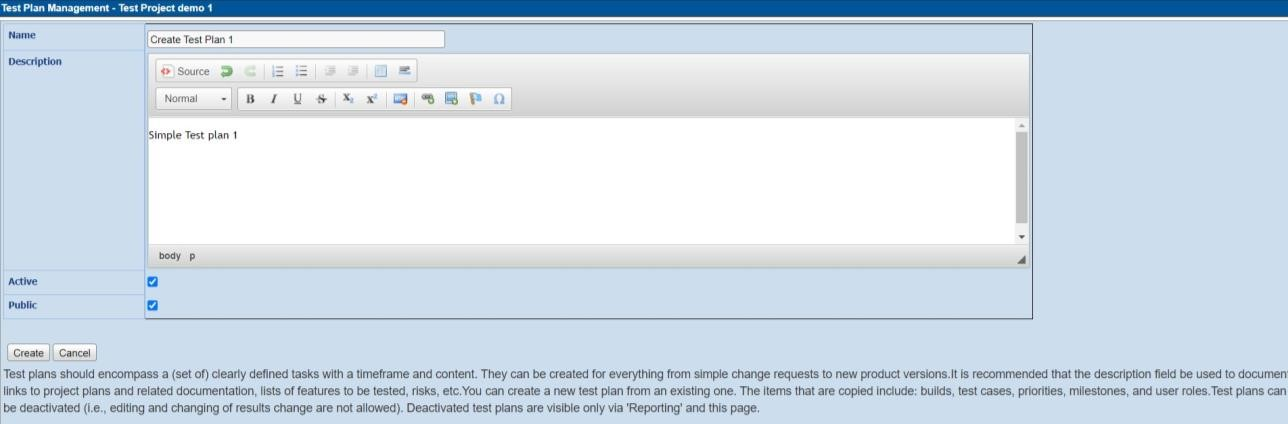 Test Plan Management - Test Project demo 1
Name
Create Test Plan 1
Description
Source
Normal
B I U S X₂ X² Ω
Simple Test plan 1
body p
Active
Public
Create Cancel
Test plans should encompass a (set of) clearly defined tasks with a timeframe and content. They can be created for everything from simple change requests to new product versions.It is recommended that the description field be used to documen
links to project plans and related documentation, lists of features to be tested, risks, etc.You can create a new test plan from an existing one. The items that are copied include: builds, test cases, priorities, milestones, and user roles.Test plans can
be deactivated (i.e., editing and changing of results change are not allowed). Deactivated test plans are visible only via 'Reporting' and this page.